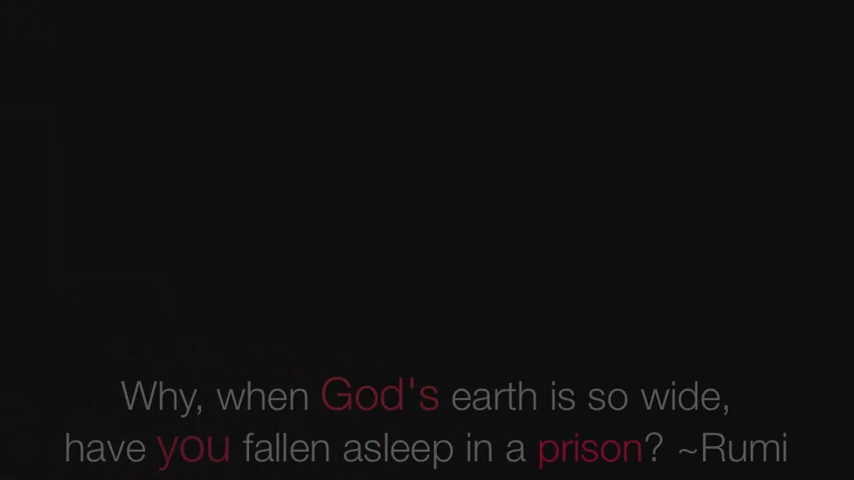 Why, when God's earth is so wide,
have you fallen asleep in a prison? ~Rumi